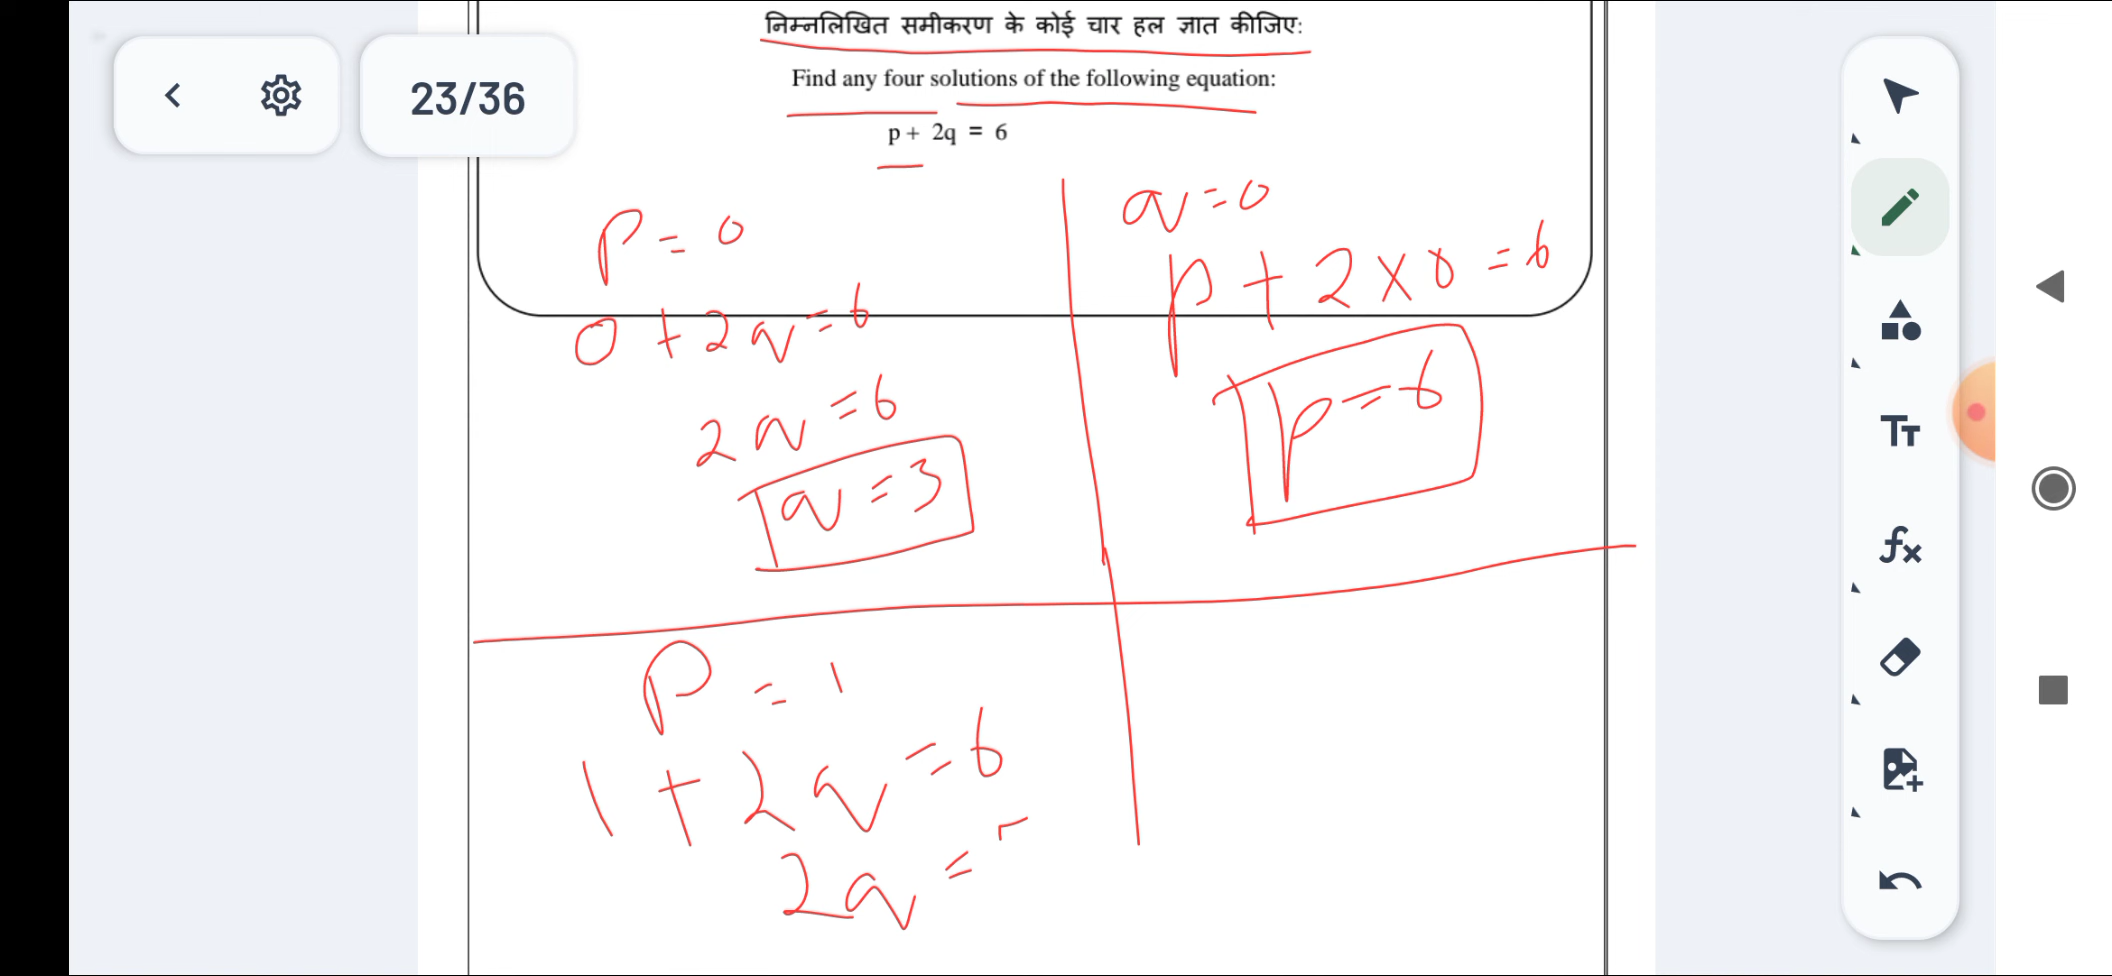 23/36
निम्नलिखित समीकरण के कोई चार हल ज्ञात कीजिए:
Find any four solutions of the following equation:
p + 2q = 6
P = 0
0 + 2q = 6
2q = 6
q = 3
q = 0
p + 2 × 0 = 6
p = 6
P = 1
1 + 2q = 6
2q =